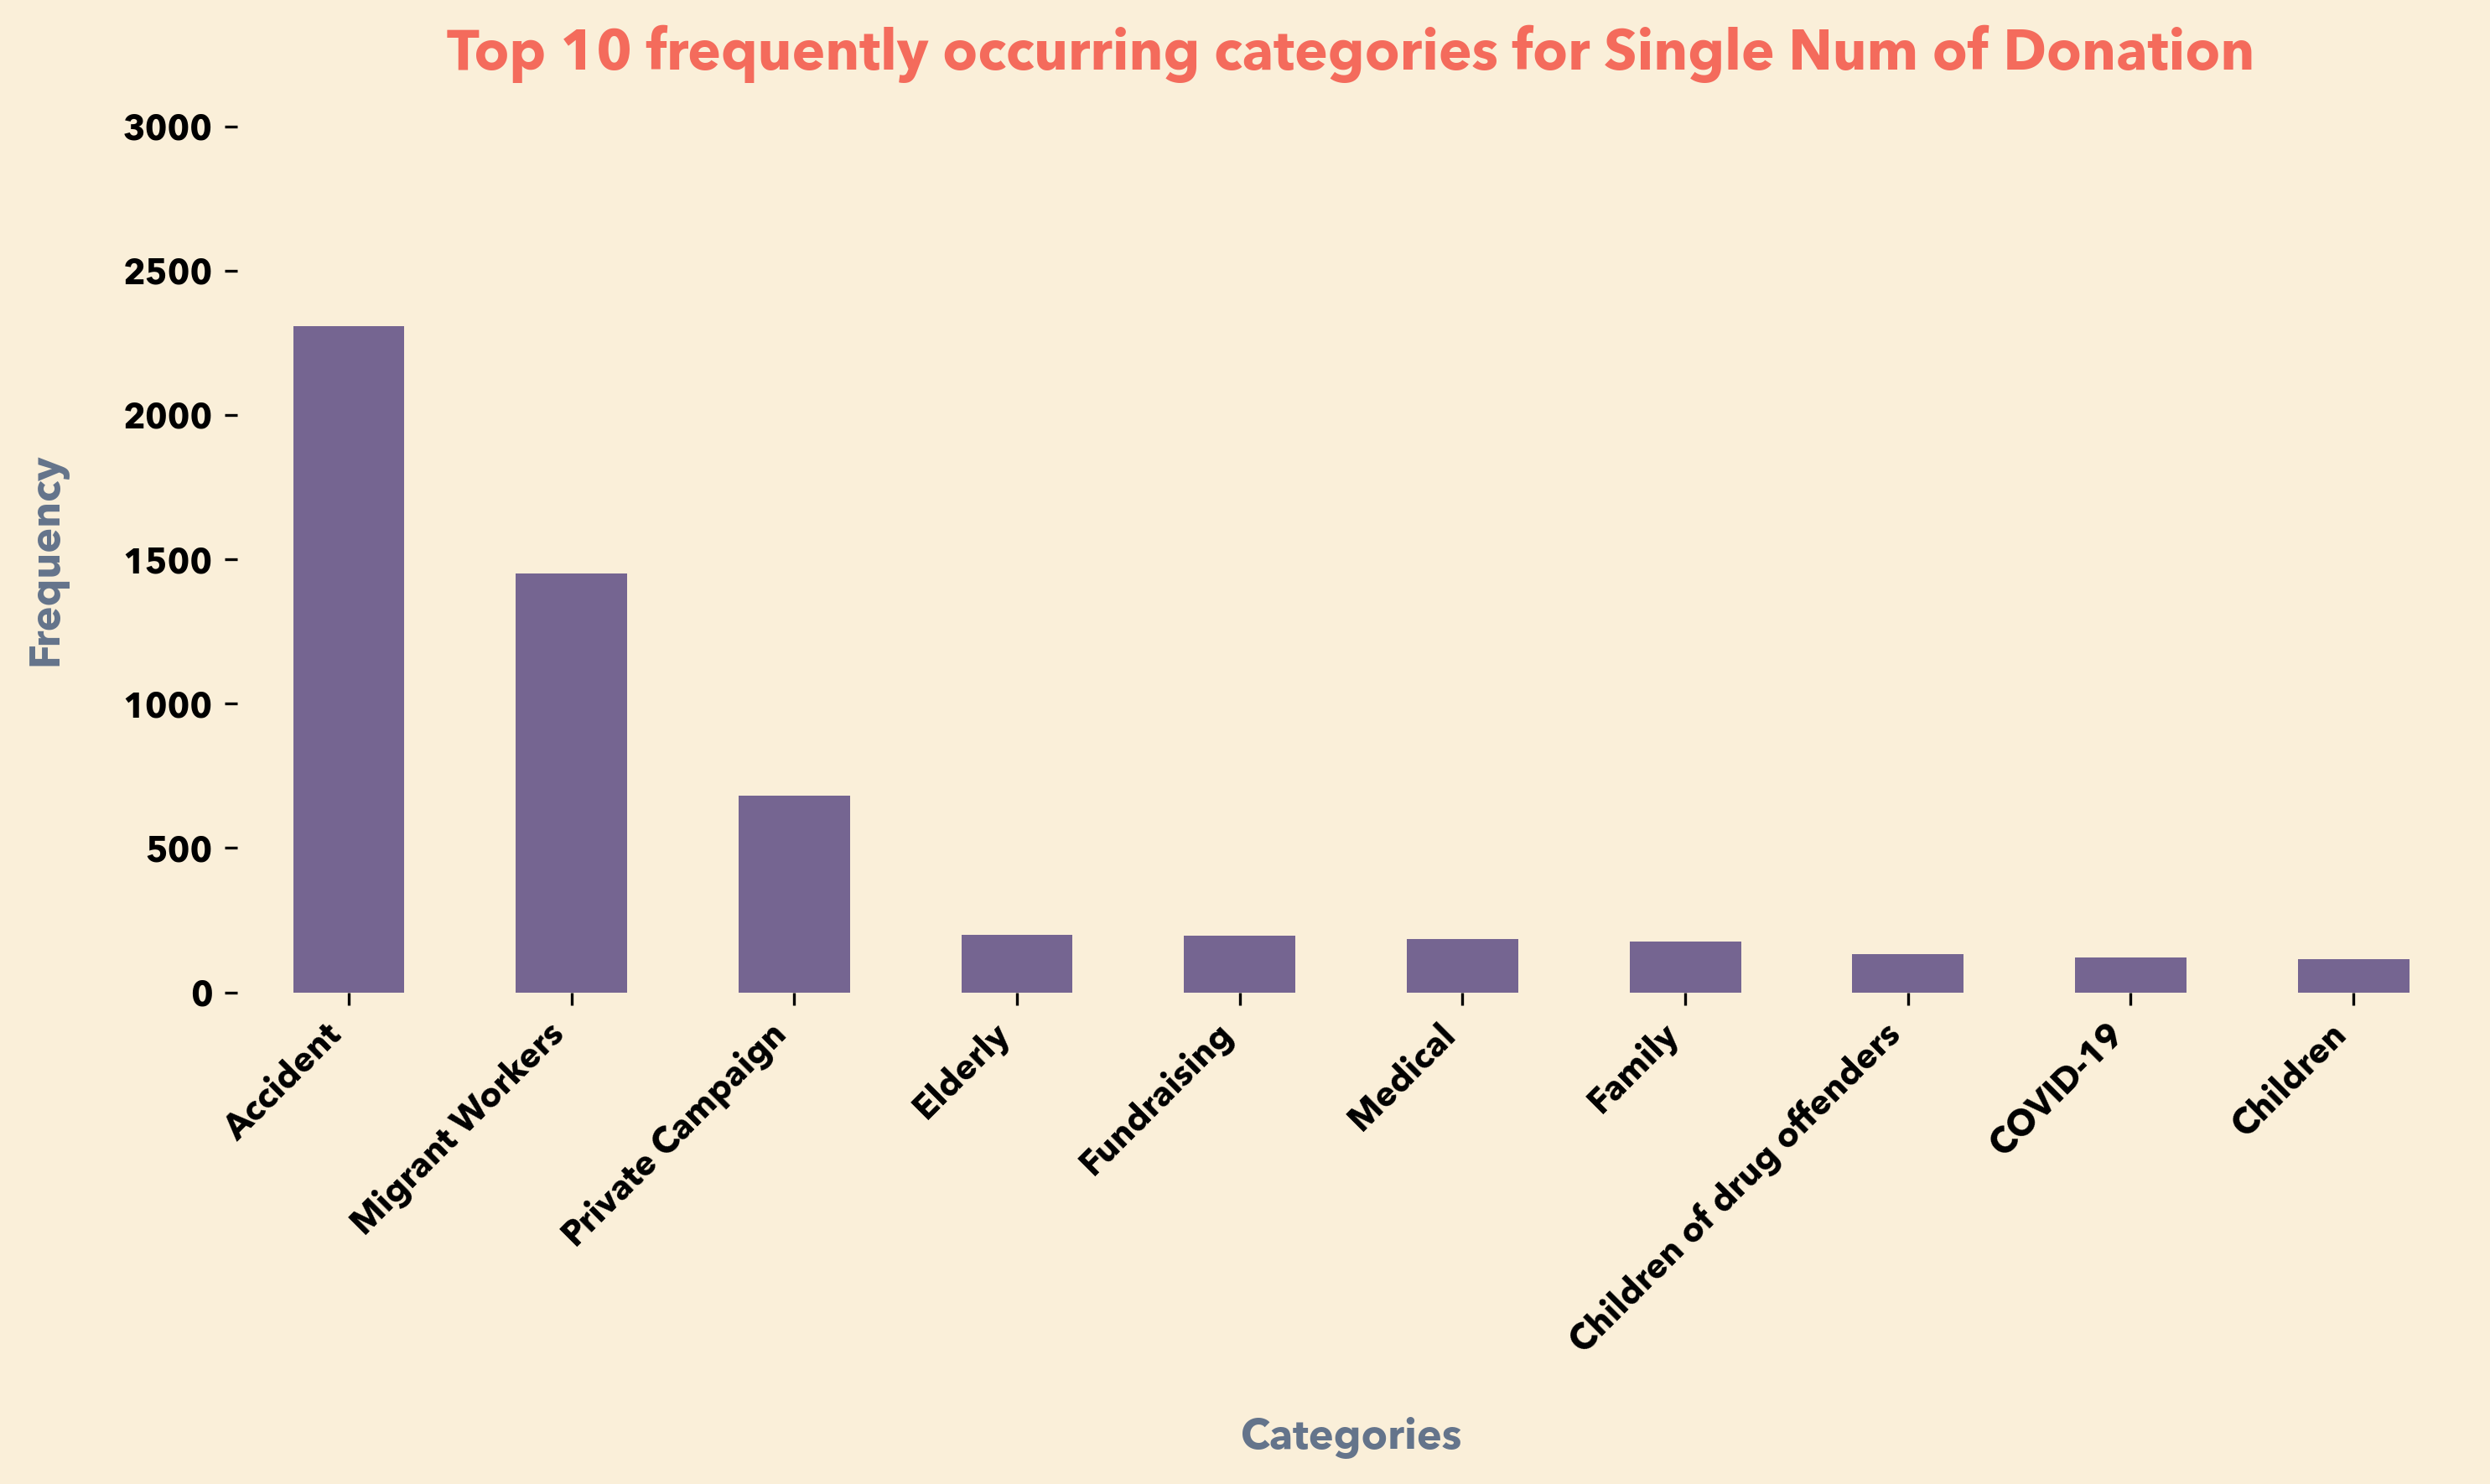 Top 10 frequently occurring categories for Single Num of Donation
3000
2500
2000
1500
1000
500
0
Frequency
Accident
Migrant Workers
Private Campaign
Elderly
Fundraising
Medical
Family
Children of drug offenders
COVID-19
Children
Categories